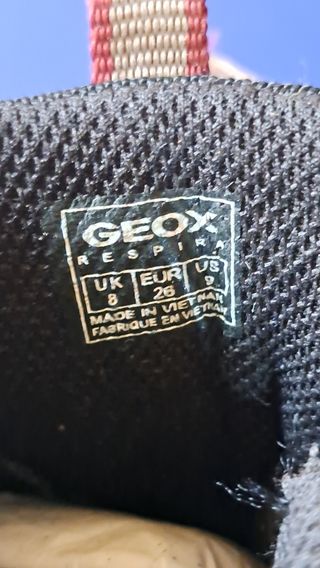 GEOX
RESPIRA
UK EUR US
8 26 9
MADE IN VIETNAM
FABRIQUE EN VIETNAM